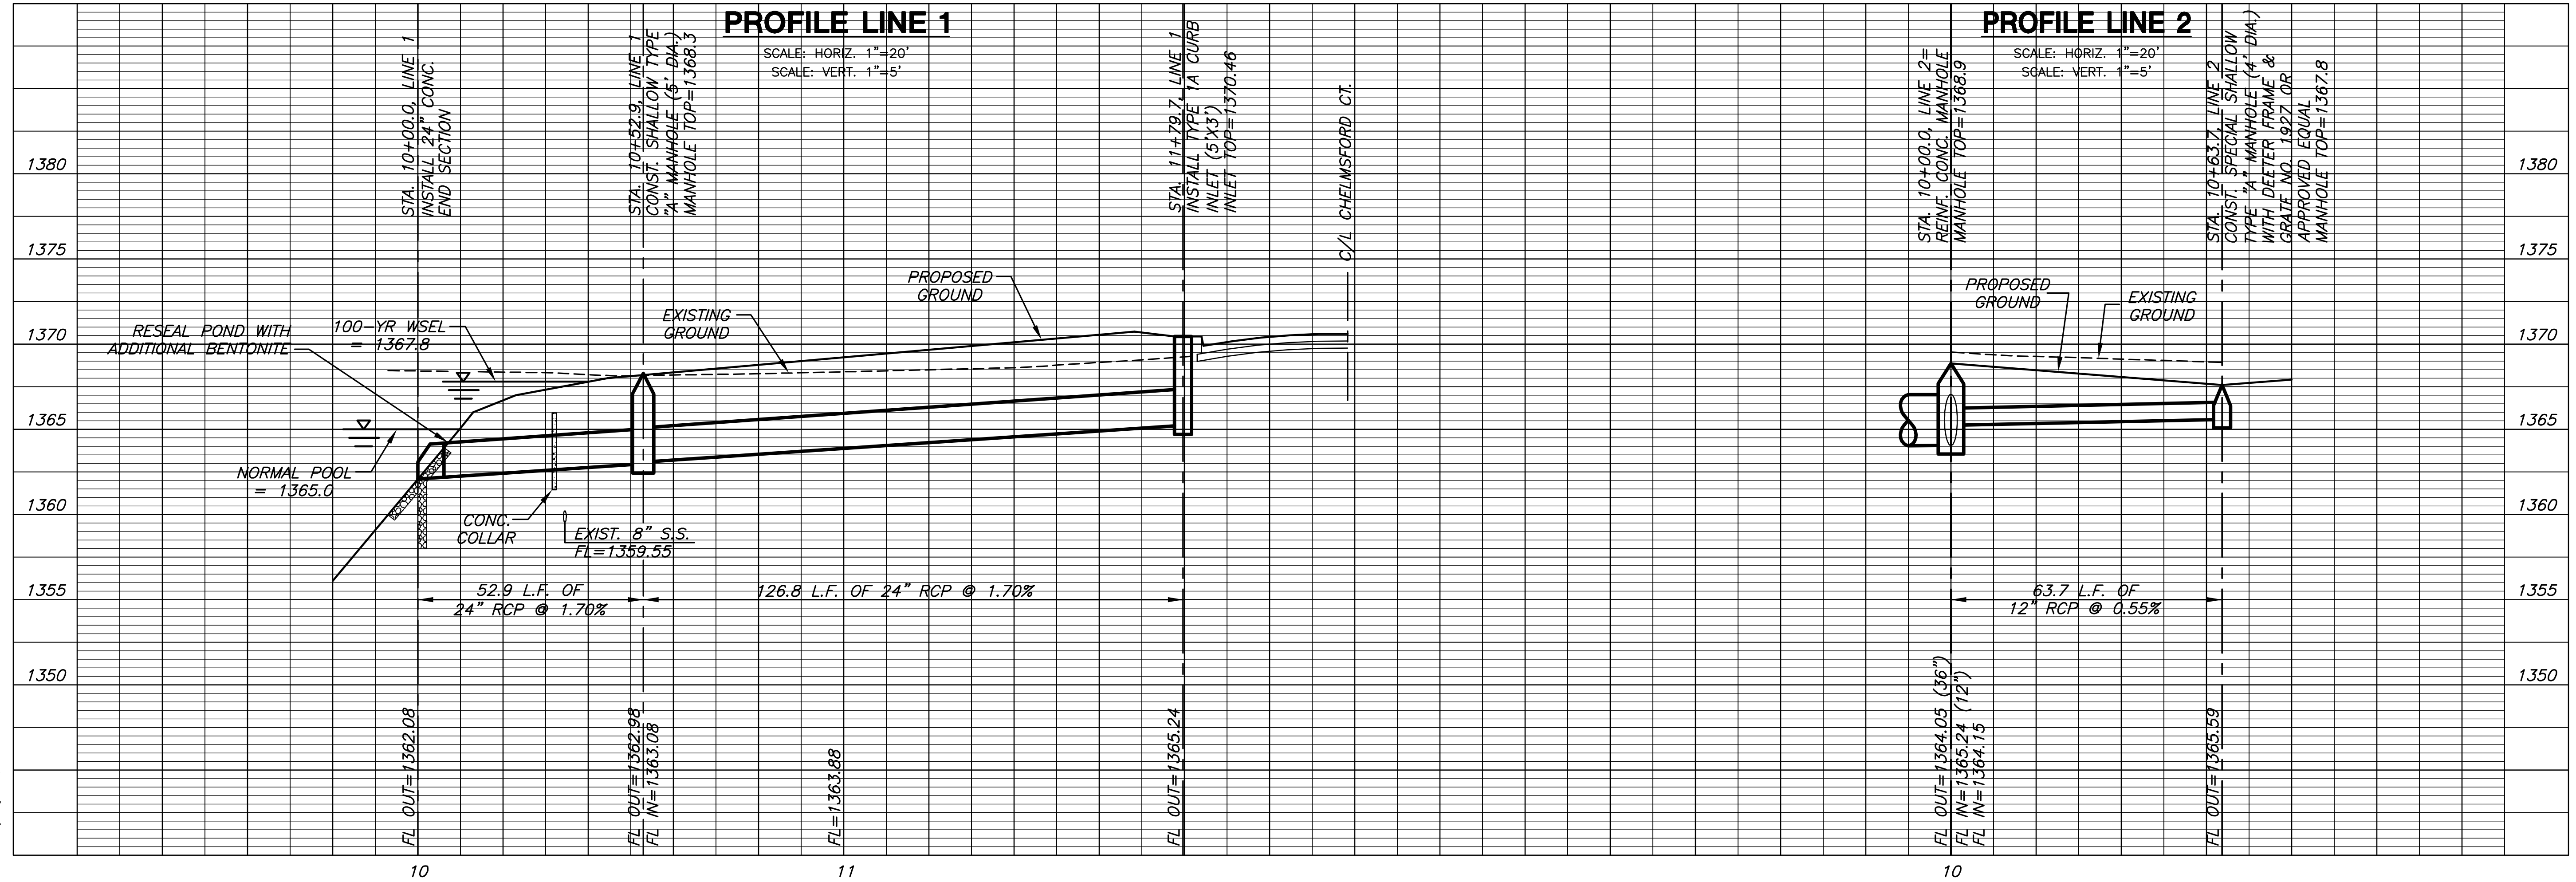 PROFILE LINE 1
SCALE: HORIZ. 1"=20'
SCALE: VERT. 1"=5'
PROFILE LINE 2
SCALE: HORIZ. 1"=20'
SCALE: VERT. 1"=5'
STA. 10+00.0, LINE 1
INSTALL 24" CONC.
END SECTION
STA. 10+52.9, LINE 1
CONST. SHALLOW TYPE
"A" MANHOLE (5' DIA.)
MANHOLE TOP=1368.3
STA. 11+79.7, LINE 1
INSTALL TYPE 1A CURB
INLET (5'X3')
INLET TOP=1370.46
C/L CHELMSFORD CT.
STA. 10+00.0, LINE 2=
REINF. CONC. MANHOLE
MANHOLE TOP=1368.9
STA. 10+63.7, LINE 2
CONST. SPECIAL SHALLOW
TYPE "A" MANHOLE (4' DIA.)
WITH DEETER FRAME &
GRATE NO. 1927 OR
APPROVED EQUAL
MANHOLE TOP=1367.8
1380
1380
1375
1375
1370
1370
1365
1365
1360
1360
1355
1355
1350
1350
RESEAL POND WITH
ADDITIONAL BENTONITE
100-YR WSEL
= 1367.8
EXISTING
GROUND
PROPOSED
GROUND
PROPOSED
GROUND
EXISTING
GROUND
NORMAL POOL
= 1365.0
CONC.
COLLAR
EXIST. 8" S.S.
FL=1359.55
52.9 L.F. OF
24" RCP @ 1.70%
126.8 L.F. OF 24" RCP @ 1.70%
63.7 L.F. OF
12" RCP @ 0.55%
FL OUT=1362.08
FL OUT=1362.98
FL IN=1363.08
FL=1363.88
FL OUT=1365.24
FL OUT=1364.05 (36")
FL IN=1365.24 (12")
FL IN=1364.15
FL OUT=1365.59
10
11
10